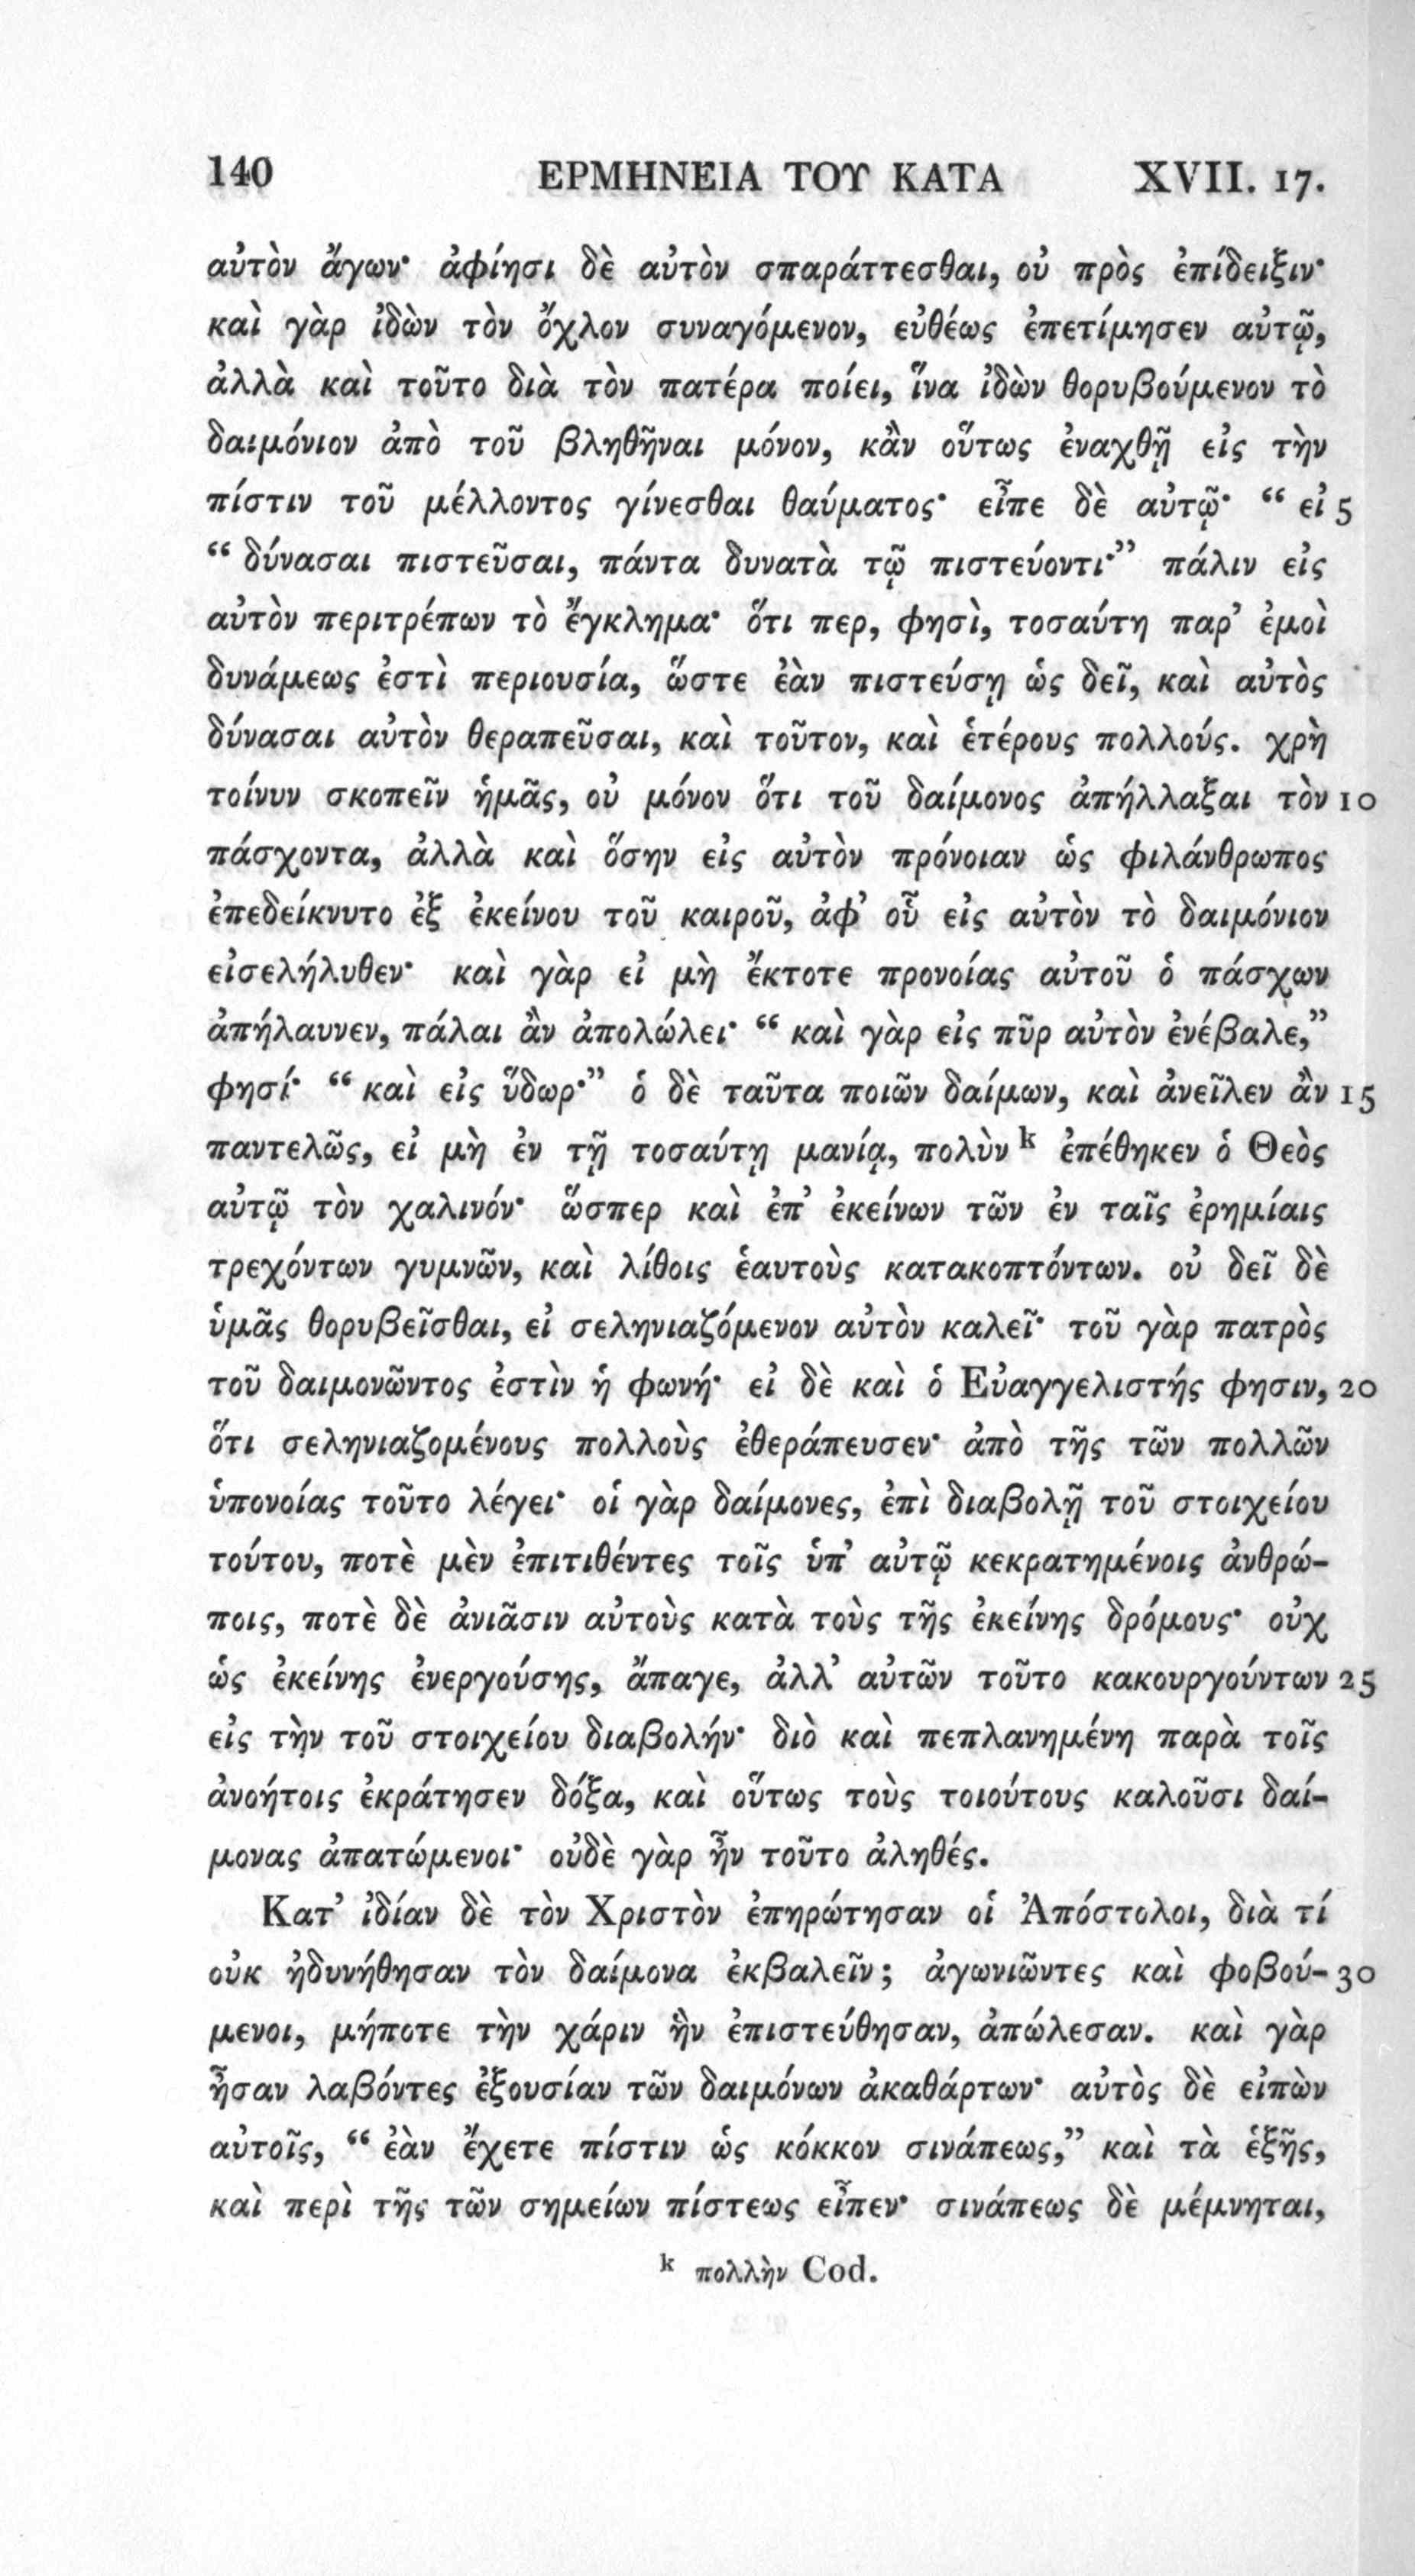 140 ΕΡΜΗΝΕΙΑ ΤΟΥ ΚΑΤΑ XVII. 17.
αὐτὸν ἄγων· ἀφίησι δὲ αὐτὸν σπαράττεσθαι, οὐ πρὸς ἐπίδειξιν·
καὶ γὰρ ἰδὼν τὸν ὄχλον συναγόμενον, εὐθέως ἐπετίμησεν αὐτῷ,
ἀλλὰ καὶ τοῦτο διὰ τὸν πατέρα ποίει, ἵνα ἰδὼν θορυβούμενον τὸ
δαιμόνιον ἀπὸ τοῦ βληθῆναι μόνον, κἂν οὕτως ἐναχθῇ εἰς τὴν
πίστιν τοῦ μέλλοντος γίνεσθαι θαύματος· εἶπε δὲ αὐτῷ· “ εἰ 5
“ δύνασαι πιστεῦσαι, πάντα δυνατὰ τῷ πιστεύοντι·” πάλιν εἰς
αὐτὸν περιτρέπων τὸ ἔγκλημα· ὅτι περ, φησὶ, τοσαύτη παρ’ ἐμοὶ
δυνάμεως ἐστὶ περιουσία, ὥστε ἐὰν πιστεύσῃ ὡς δεῖ, καὶ αὐτὸς
δύνασαι αὐτὸν θεραπεῦσαι, καὶ τοῦτον, καὶ ἑτέρους πολλούς. χρὴ
τοίνυν σκοπεῖν ἡμᾶς, οὐ μόνον ὅτι τοῦ δαίμονος ἀπήλλαξαι τὸν 10
πάσχοντα, ἀλλὰ καὶ ὅσην εἰς αὐτὸν πρόνοιαν ὡς φιλάνθρωπος
ἐπεδείκνυτο ἐξ ἐκείνου τοῦ καιροῦ, ἀφ’ οὗ εἰς αὐτὸν τὸ δαιμόνιον
εἰσελήλυθεν· καὶ γὰρ εἰ μὴ ἔκτοτε προνοίας αὐτοῦ ὁ πάσχων
ἀπήλαυνεν, πάλαι ἂν ἀπολώλει· “ καὶ γὰρ εἰς πῦρ αὐτὸν ἐνέβαλε,”
φησί· “ καὶ εἰς ὕδωρ·” ὁ δὲ ταῦτα ποιῶν δαίμων, καὶ ἀνεῖλεν ἂν 15
παντελῶς, εἰ μὴ ἐν τῇ τοσαύτῃ μανίᾳ, πολὺν k ἐπέθηκεν ὁ Θεὸς
αὐτῷ τὸν χαλινόν· ὥσπερ καὶ ἐπ’ ἐκείνων τῶν ἐν ταῖς ἐρημίαις
τρεχόντων γυμνῶν, καὶ λίθοις ἑαυτοὺς κατακοπτόντων. οὐ δεῖ δὲ
ὑμᾶς θορυβεῖσθαι, εἰ σεληνιαζόμενον αὐτὸν καλεῖ· τοῦ γὰρ πατρὸς
τοῦ δαιμονῶντος ἐστὶν ἡ φωνή· εἰ δὲ καὶ ὁ Εὐαγγελιστής φησιν, 20
ὅτι σεληνιαζομένους πολλοὺς ἐθεράπευσεν· ἀπὸ τῆς τῶν πολλῶν
ὑπονοίας τοῦτο λέγει· οἱ γὰρ δαίμονες, ἐπὶ διαβολῇ τοῦ στοιχείου
τούτου, ποτὲ μὲν ἐπιτιθέντες τοῖς ὑπ’ αὐτῷ κεκρατημένοις ἀνθρώ-
ποις, ποτὲ δὲ ἀνιᾶσιν αὐτοὺς κατὰ τοὺς τῆς ἐκείνης δρόμους· οὐχ
ὡς ἐκείνης ἐνεργούσης, ἄπαγε, ἀλλ’ αὐτῶν τοῦτο κακουργούντων 25
εἰς τὴν τοῦ στοιχείου διαβολήν· διὸ καὶ πεπλανημένη παρὰ τοῖς
ἀνοήτοις ἐκράτησεν δόξα, καὶ οὕτως τοὺς τοιούτους καλοῦσι δαί-
μονας ἀπατώμενοι· οὐδὲ γὰρ ἦν τοῦτο ἀληθές.
Κατ’ ἰδίαν δὲ τὸν Χριστὸν ἐπηρώτησαν οἱ Ἀπόστολοι, διὰ τί
οὐκ ἠδυνήθησαν τὸν δαίμονα ἐκβαλεῖν; ἀγωνιῶντες καὶ φοβού- 30
μενοι, μήποτε τὴν χάριν ἣν ἐπιστεύθησαν, ἀπώλεσαν. καὶ γὰρ
ἦσαν λαβόντες ἐξουσίαν τῶν δαιμόνων ἀκαθάρτων· αὐτὸς δὲ εἰπὼν
αὐτοῖς, “ ἐὰν ἔχετε πίστιν ὡς κόκκον σινάπεως,” καὶ τὰ ἑξῆς,
καὶ περὶ τῆς τῶν σημείων πίστεως εἶπεν· σινάπεως δὲ μέμνηται,
k πολλὴν Cod.